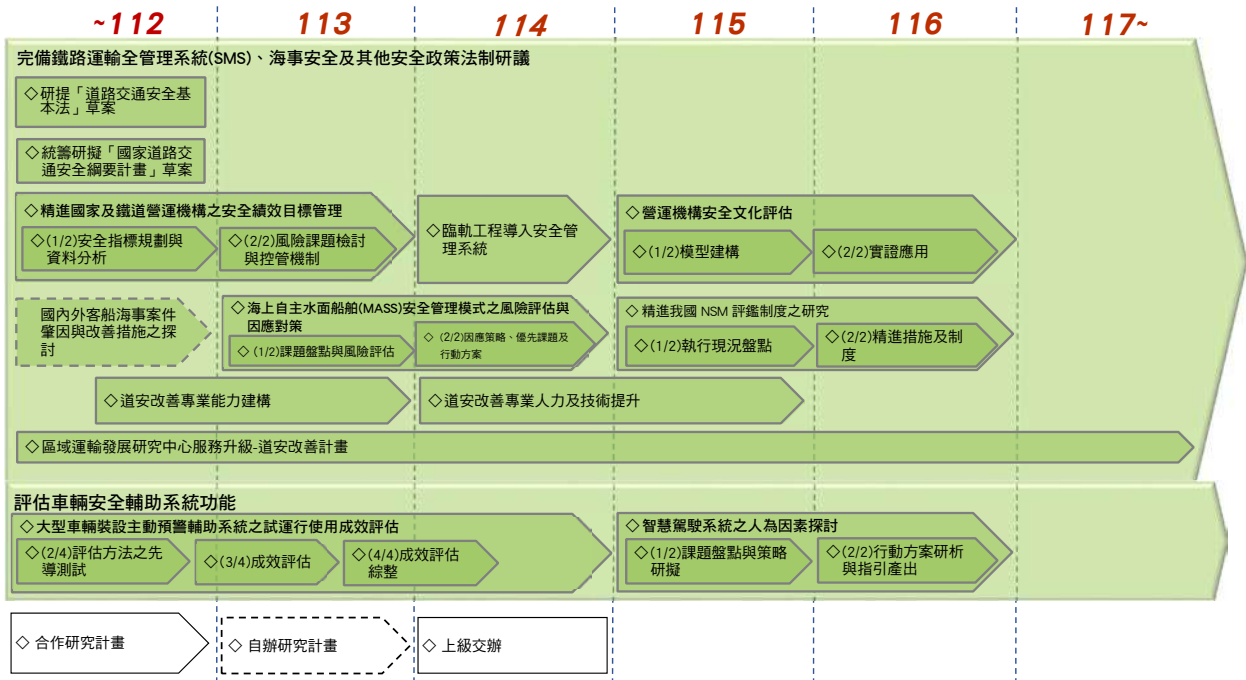 ~112
113
114
115
116
117~
完備鐵路運輸全管理系統(SMS)、海事安全及其他安全政策法制研議
◇研提「道路交通安全基
本法」草案
◇統籌研擬「國家道路交
通安全綱要計畫」草案
◇精進國家及鐵道營運機構之安全績效目標管理
◇(1/2)安全指標規劃與
資料分析
◇(2/2)風險課題檢討
與控管機制
◇臨軌工程導入安全管
理系統
◇營運機構安全文化評估
◇(1/2)模型建構
◇(2/2)實證應用
國內外客船海事案件
肇因與改善措施之探
討
◇海上自主水面船舶(MASS)安全管理模式之風險評估與
因應對策
◇(1/2)課題盤點與風險評估
◇(2/2)因應策略、優先課題及
行動方案
◇精進我國 NSM 評鑑制度之研究
◇(1/2)執行現況盤點
◇(2/2)精進措施及制
度
◇道安改善專業能力建構
◇道安改善專業人力及技術提升
◇區域運輸發展研究中心服務升級-道安改善計畫
評估車輛安全輔助系統功能
◇大型車輛裝設主動預警輔助系統之試運行使用成效評估
◇(2/4)評估方法之先
導測試
◇(3/4)成效評估
◇(4/4)成效評估
綜整
◇智慧駕駛系統之人為因素探討
◇(1/2)課題盤點與策略
研擬
◇(2/2)行動方案研析
與指引產出
◇ 合作研究計畫
◇ 自辦研究計畫
◇ 上級交辦